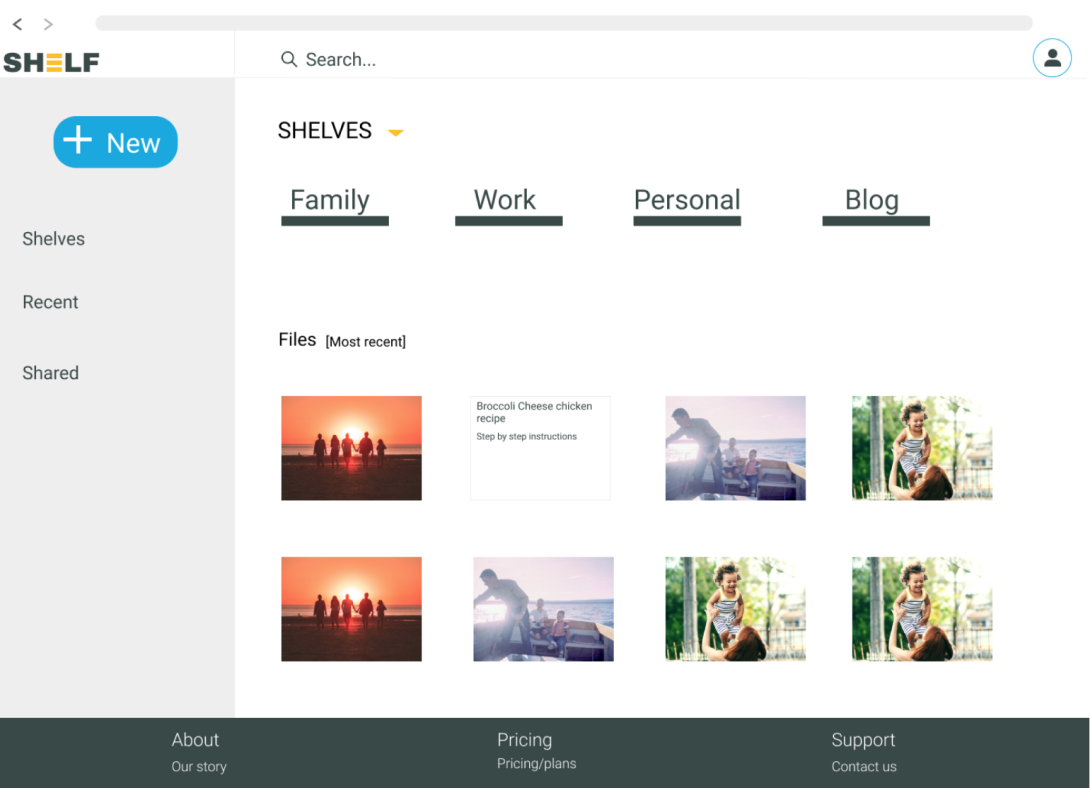 SHELF
Search...
New
Shelves
Recent
Shared
SHELVES
Family
Work
Personal
Blog
Files [Most recent]
Broccoli Cheese chicken
recipe
Step by step instructions
About
Our story
Pricing
Pricing/plans
Support
Contact us